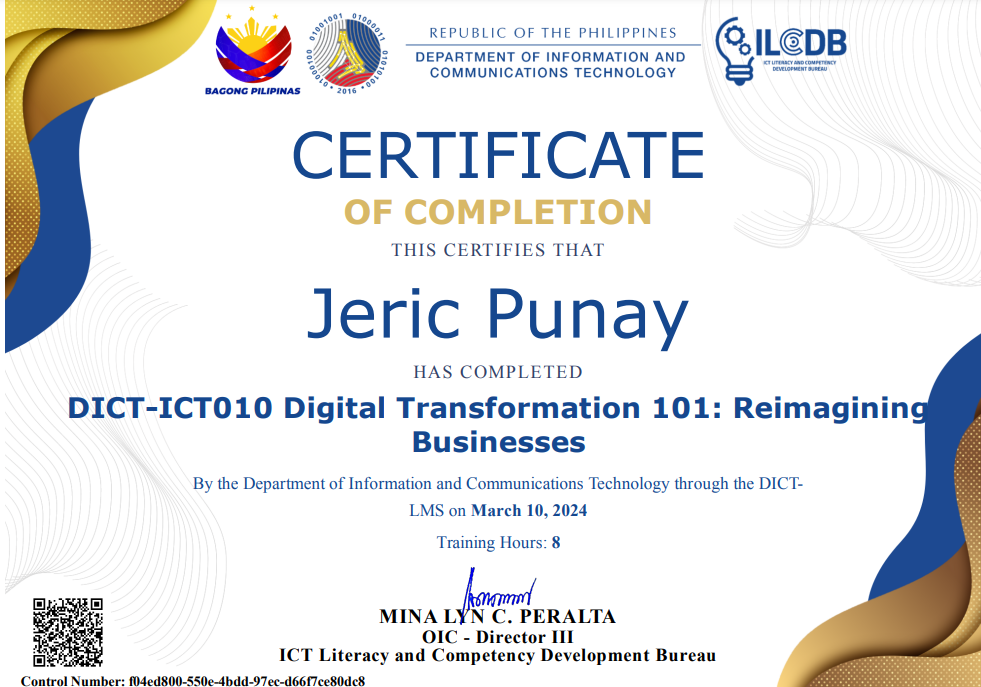 BAGONG PILIPINAS
01001001 01000011 01010100 00100010
2016
REPUBLIC OF THE PHILIPPINES
DEPARTMENT OF INFORMATION AND
COMMUNICATIONS TECHNOLOGY
ILCDB
ICT LITERACY AND COMPETENCY
DEVELOPMENT BUREAU
CERTIFICATE
OF COMPLETION
THIS CERTIFIES THAT
Jeric Punay
HAS COMPLETED
DICT-ICT010 Digital Transformation 101: Reimagining
Businesses
By the Department of Information and Communications Technology through the DICT-
LMS on March 10, 2024
Training Hours: 8
MINA LYN C. PERALTA
OIC - Director III
ICT Literacy and Competency Development Bureau
Control Number: f04ed800-550e-4bdd-97ec-d66f7ce80dc8